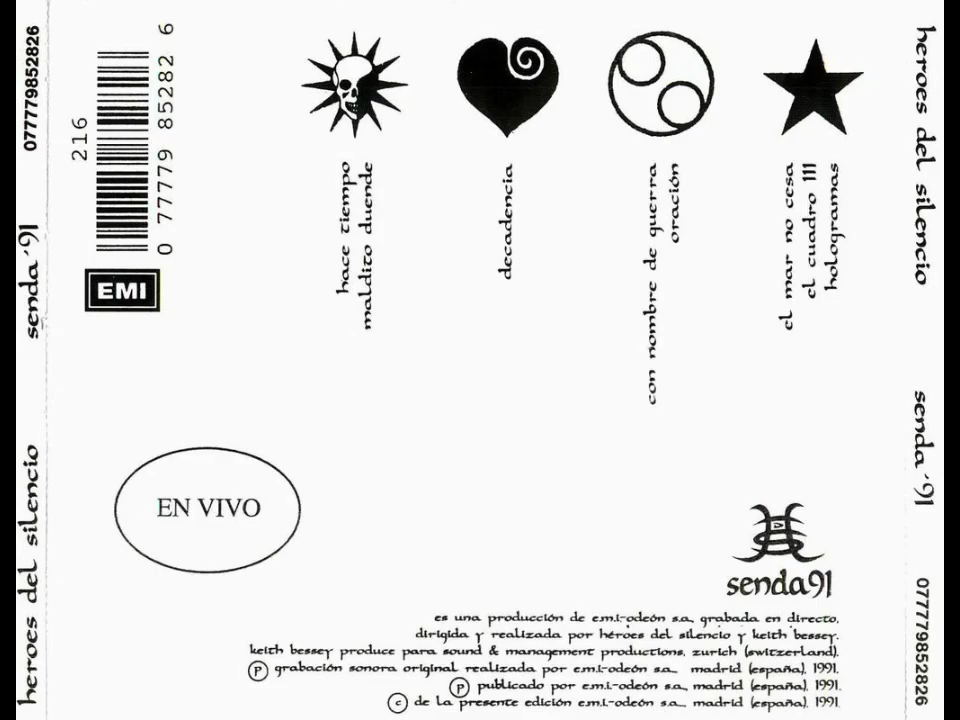 077779852826
senda '91
heroes del silencio
216
0 77779 85282 6
EMI
hace tiempo
maldito duende
decadencia
con nombre de guerra
oración
el mar no cesa
el cuadro III
hologramas
heroes del silencio
senda '91
077779852826
EN VIVO
senda91
es una producción de e.m.i.-odeón s.a., grabada en directo,
dirigida y realizada por héroes del silencio y keith bessey.
keith bessey produce para sound & management productions, zurich (switzerland).
P grabación sonora original realizada por e.m.i.-odeón s.a., madrid (españa), 1991.
P publicado por e.m.i.-odeón s.a., madrid (españa), 1991.
c de la presente edición e.m.i.-odeón s.a., madrid (españa), 1991.